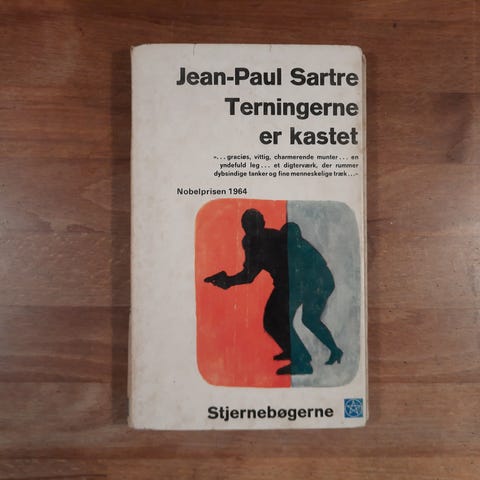 Jean-Paul Sartre
Terningerne
er kastet
»... graciøs, vittig, charmerende munter ... en
yndefuld leg ... et digterværk, der rummer
dybsindige tanker og fine menneskelige træk ...«
Nobelprisen 1964
Stjernebøgerne